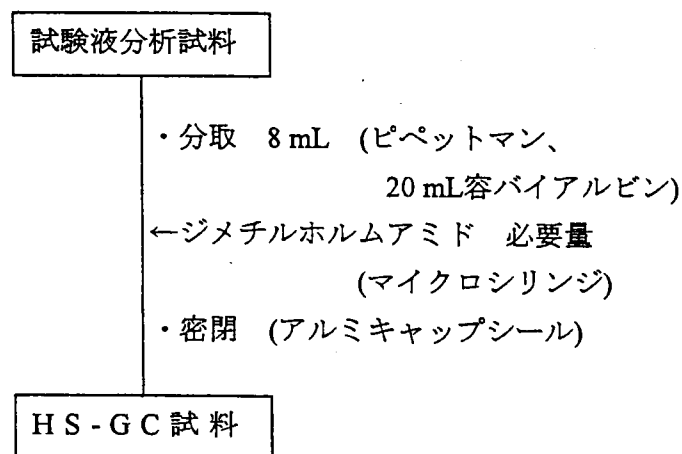 試験液分析試料
・分取 8 mL (ピペットマン、
20 mL容バイアルビン)
←ジメチルホルムアミド 必要量
(マイクロシリンジ)
・密閉 (アルミキャップシール)
HS-GC試料